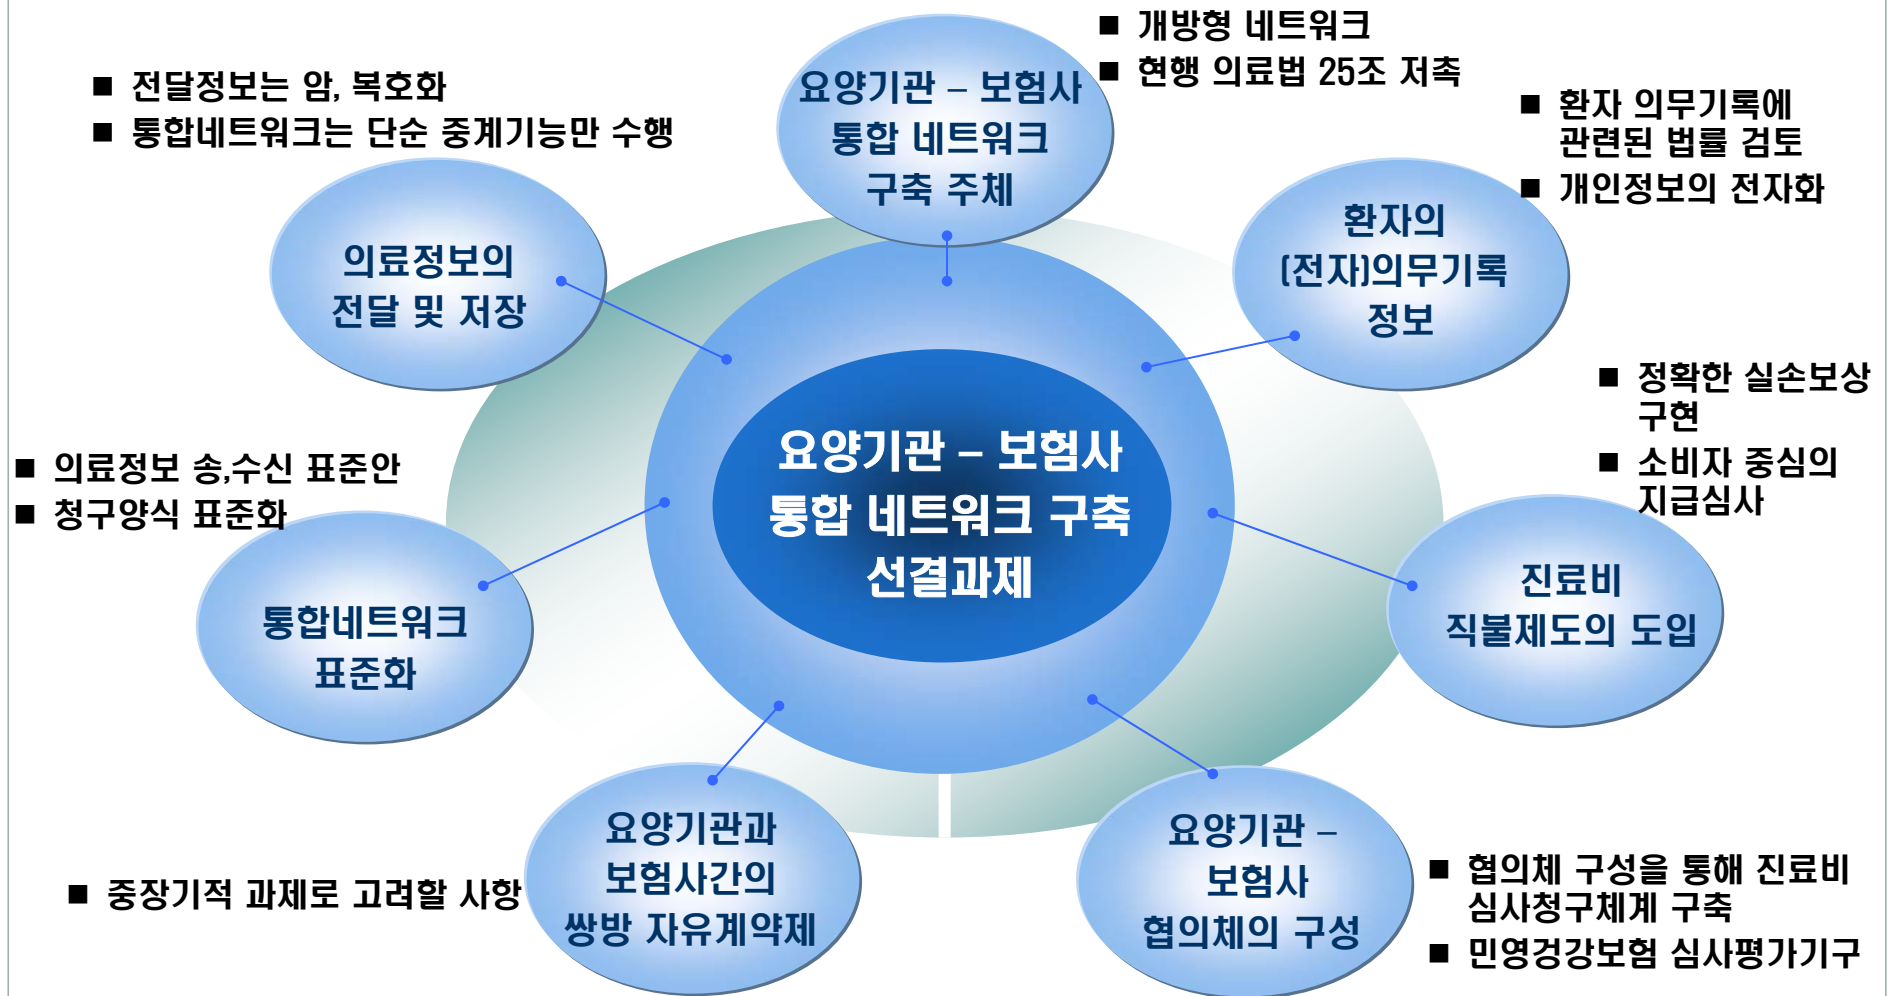 ■ 개방형 네트워크
■ 현행 의료법 25조 저촉
요양기관 – 보험사
통합 네트워크
구축 주체
■ 전달정보는 암, 복호화
■ 통합네트워크는 단순 중계기능만 수행
의료정보의
전달 및 저장
■ 환자 의무기록에
관련된 법률 검토
■ 개인정보의 전자화
환자의
(전자)의무기록
정보
■ 정확한 실손보상
구현
■ 소비자 중심의
지급심사
진료비
직불제도의 도입
요양기관 – 보험사
통합 네트워크 구축
선결과제
■ 의료정보 송,수신 표준안
■ 청구양식 표준화
통합네트워크
표준화
■ 중장기적 과제로 고려할 사항
요양기관과
보험사간의
쌍방 자유계약제
요양기관 –
보험사
협의체의 구성
■ 협의체 구성을 통해 진료비
심사청구체계 구축
■ 민영겅강보험 심사평가기구